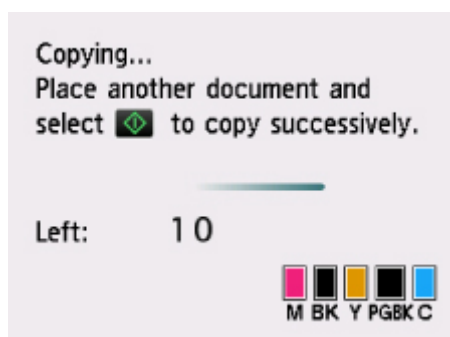 Copying...
Place another document and
select to copy successively.
Left: 10
M BK Y PGBK C